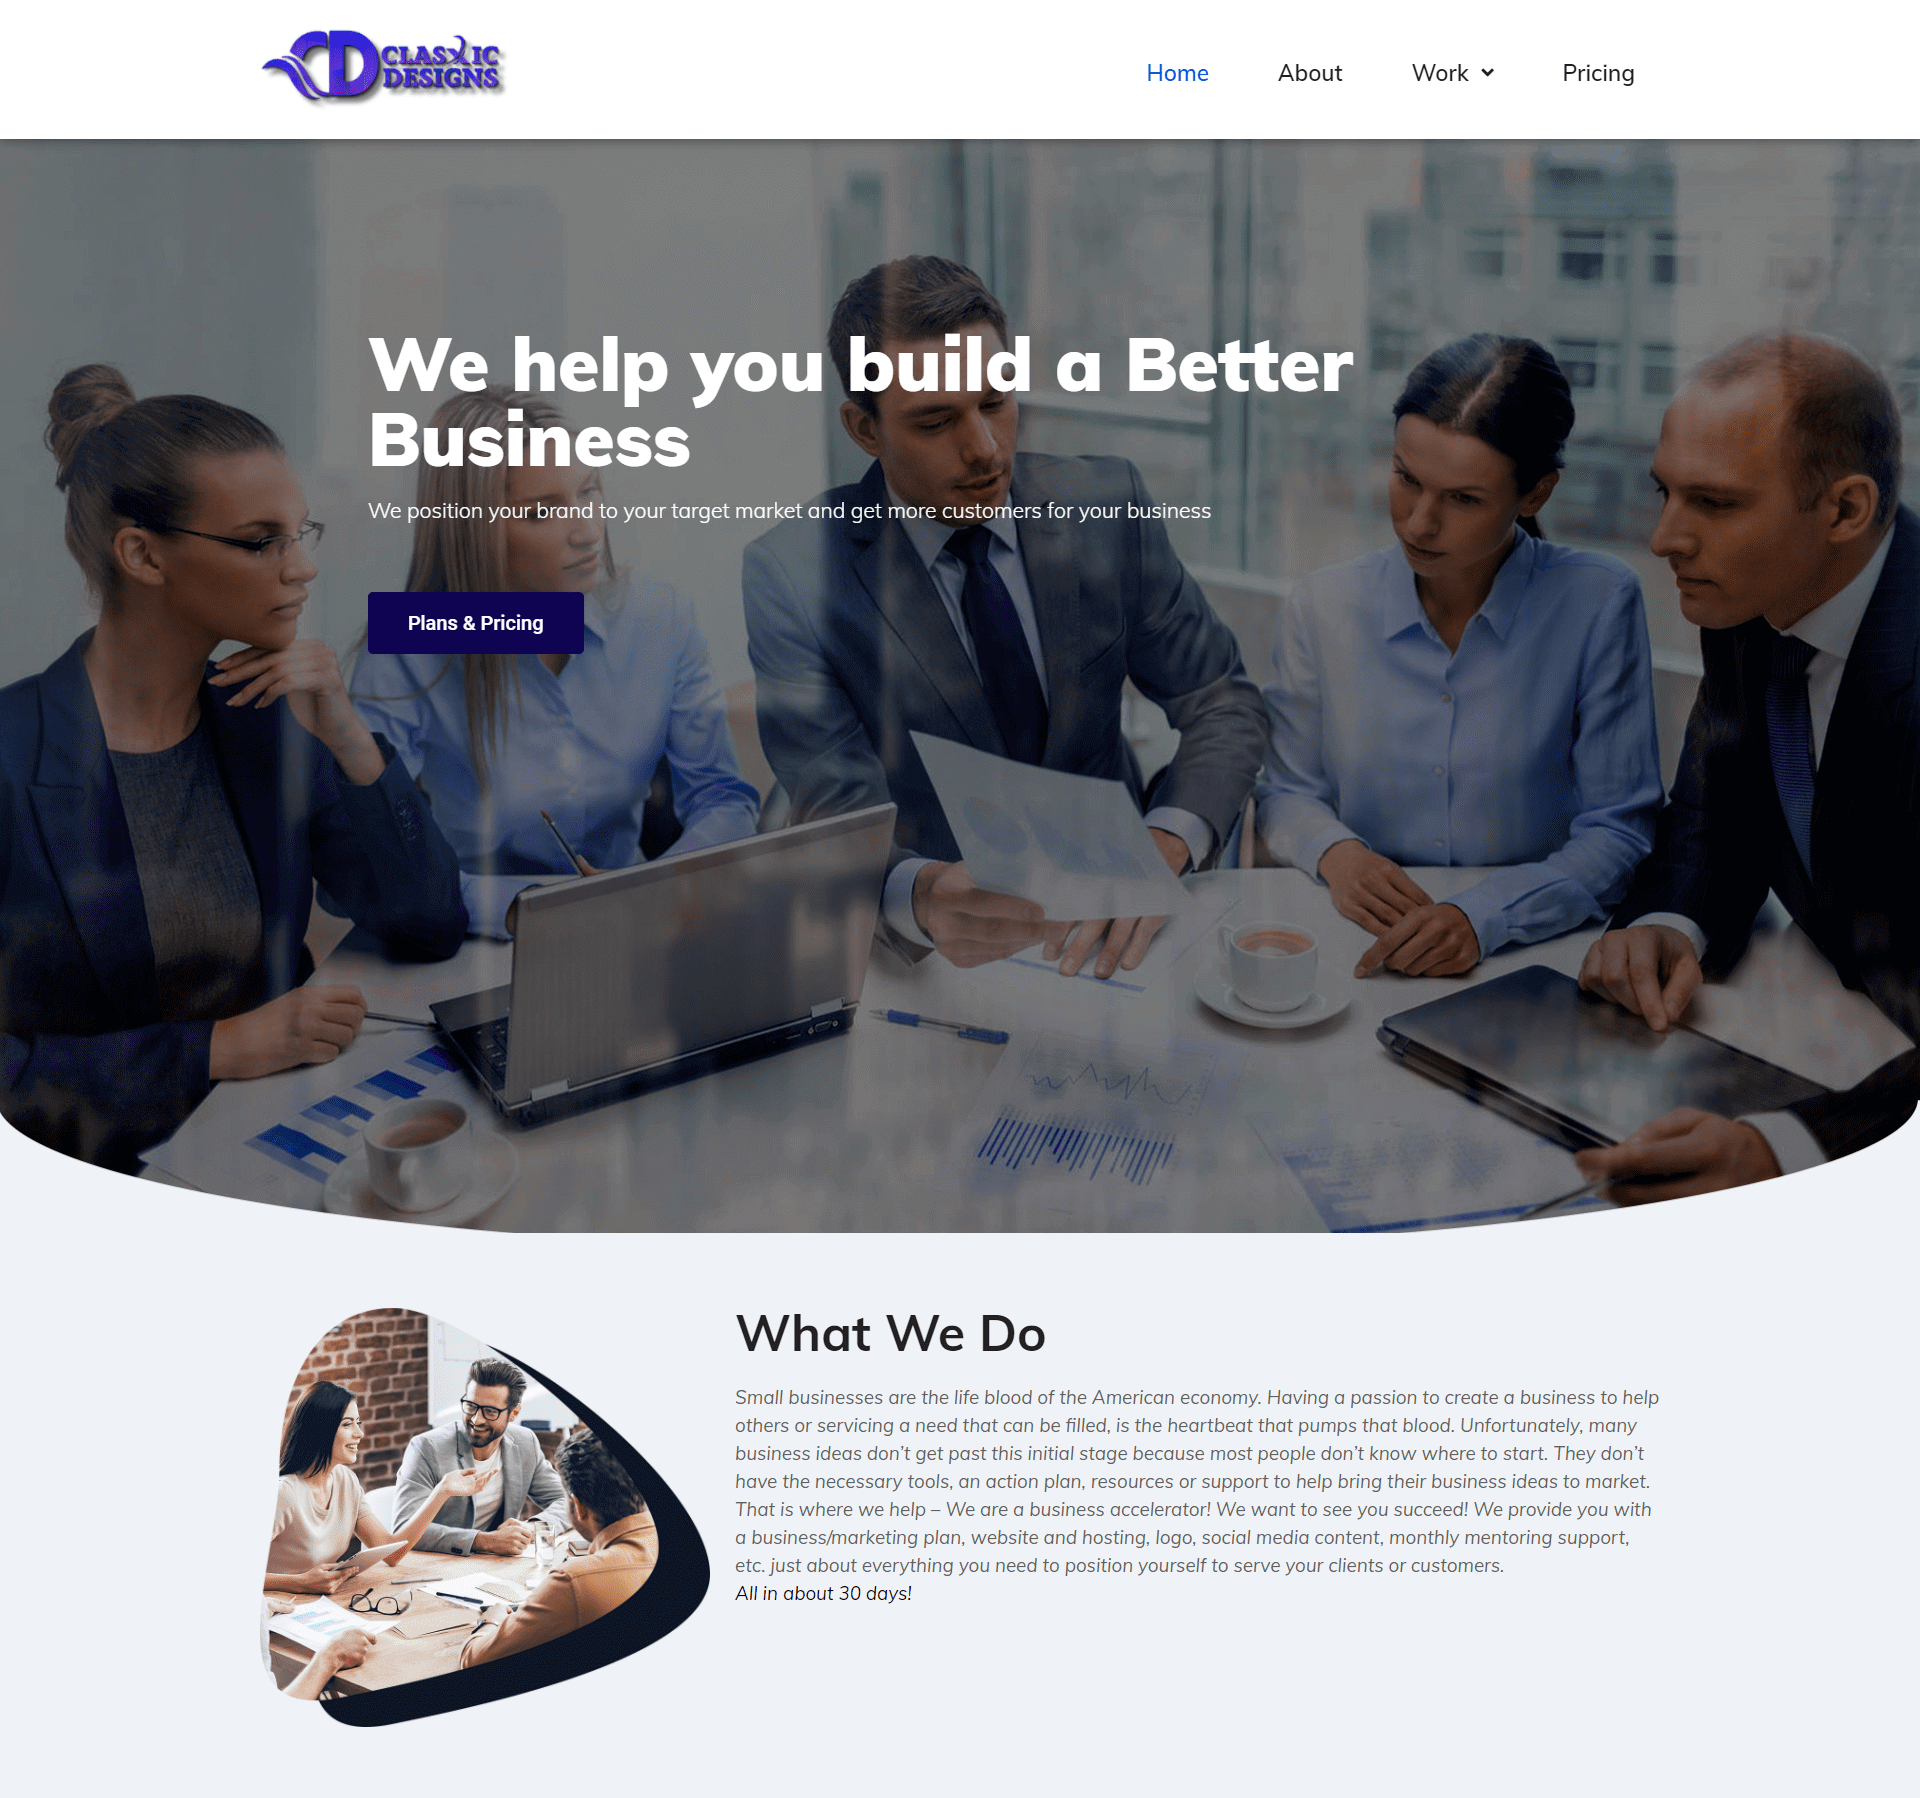 CD CLASSIC
DESIGNS
Home About Work Pricing
We help you build a Better
Business
We position your brand to your target market and get more customers for your business
Plans & Pricing
What We Do
Small businesses are the life blood of the American economy. Having a passion to create a business to help
others or servicing a need that can be filled, is the heartbeat that pumps that blood. Unfortunately, many
business ideas don’t get past this initial stage because most people don’t know where to start. They don’t
have the necessary tools, an action plan, resources or support to help bring their business ideas to market.
That is where we help – We are a business accelerator! We want to see you succeed! We provide you with
a business/marketing plan, website and hosting, logo, social media content, monthly mentoring support,
etc. just about everything you need to position yourself to serve your clients or customers.
All in about 30 days!